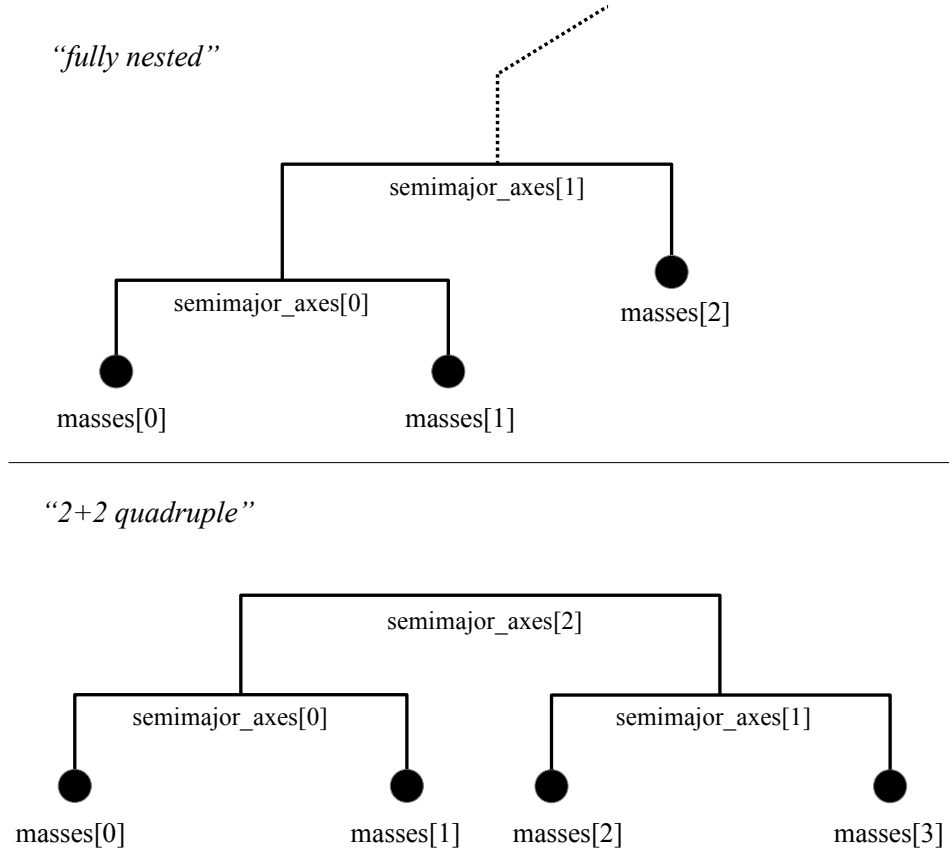 “fully nested”
semimajor_axes[1]
semimajor_axes[0]
masses[2]
masses[0]
masses[1]
“2+2 quadruple”
semimajor_axes[2]
semimajor_axes[0]
semimajor_axes[1]
masses[0]
masses[1]
masses[2]
masses[3]